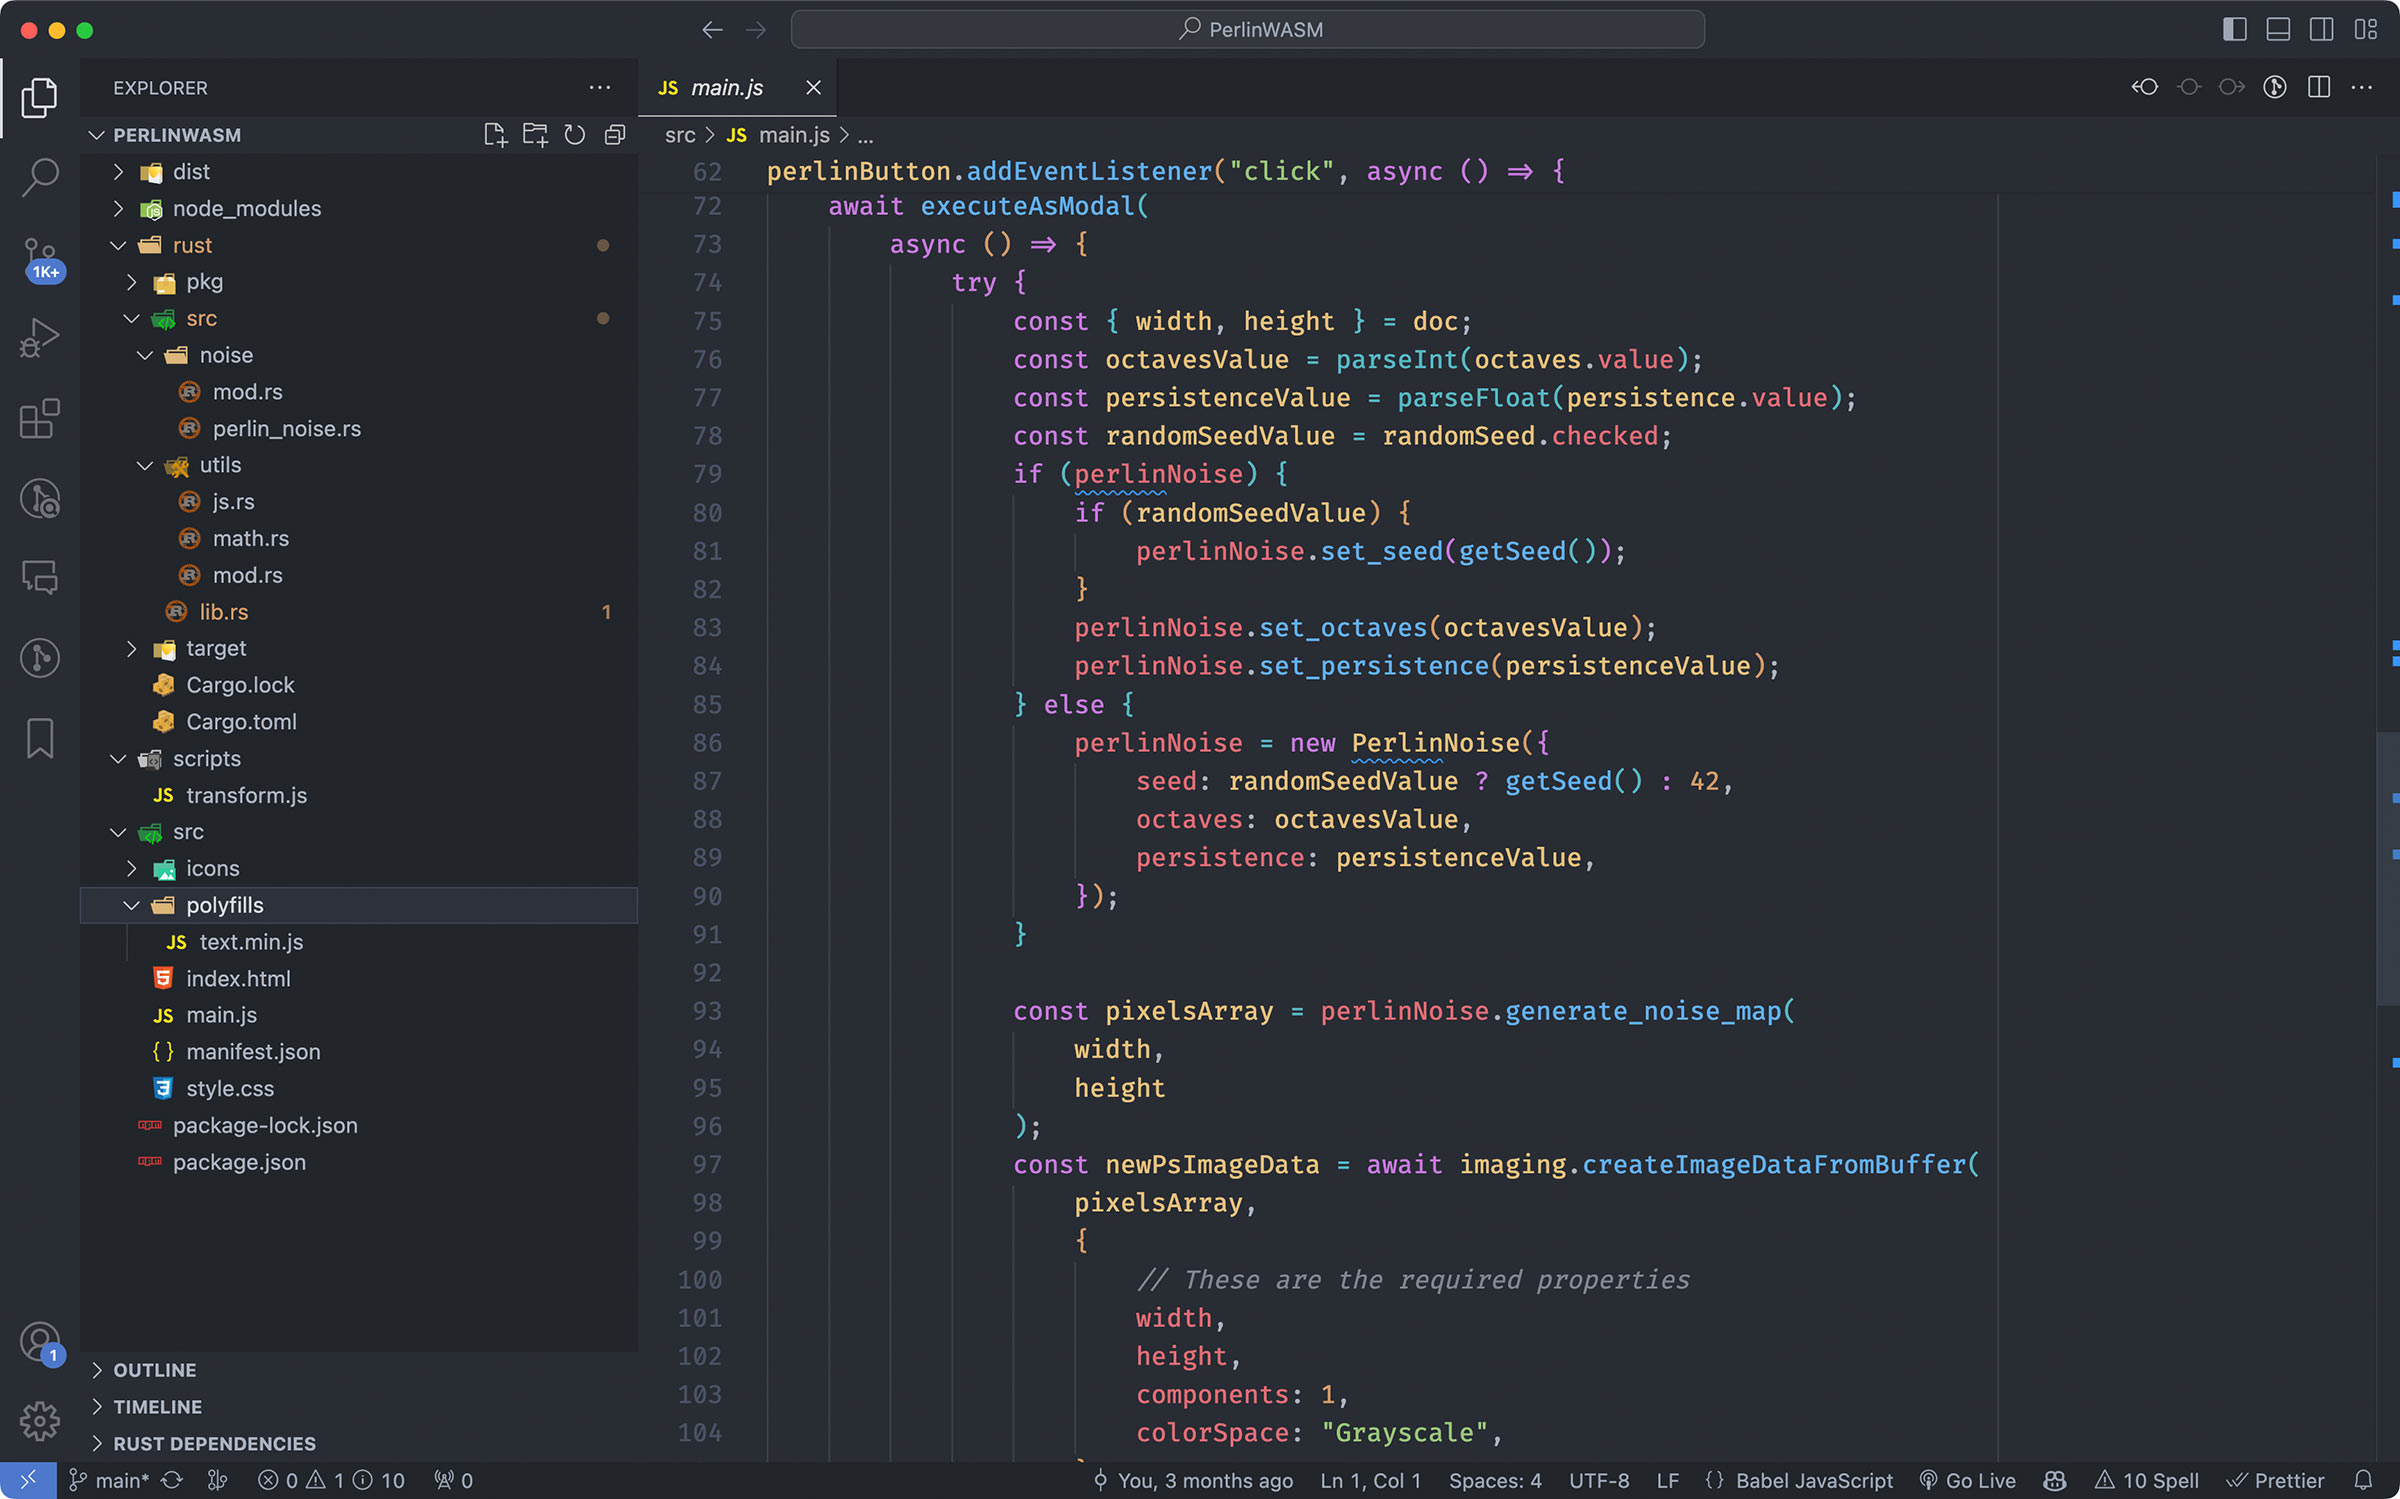 PerlinWASM
EXPLORER
PERLINWASM
dist
node_modules
rust
pkg
src
noise
mod.rs
perlin_noise.rs
utils
js.rs
math.rs
mod.rs
lib.rs 1
target
Cargo.lock
Cargo.toml
scripts
JS transform.js
src
icons
polyfills
JS text.min.js
index.html
JS main.js
{ } manifest.json
style.css
package-lock.json
package.json
OUTLINE
TIMELINE
RUST DEPENDENCIES
1K+
1
JS main.js
src > JS main.js > ...
62 perlinButton.addEventListener("click", async () => {
72 await executeAsModal(
73 async () => {
74 try {
75 const { width, height } = doc;
76 const octavesValue = parseInt(octaves.value);
77 const persistenceValue = parseFloat(persistence.value);
78 const randomSeedValue = randomSeed.checked;
79 if (perlinNoise) {
80 if (randomSeedValue) {
81 perlinNoise.set_seed(getSeed());
82 }
83 perlinNoise.set_octaves(octavesValue);
84 perlinNoise.set_persistence(persistenceValue);
85 } else {
86 perlinNoise = new PerlinNoise({
87 seed: randomSeedValue ? getSeed() : 42,
88 octaves: octavesValue,
89 persistence: persistenceValue,
90 });
91 }
92
93 const pixelsArray = perlinNoise.generate_noise_map(
94 width,
95 height
96 );
97 const newPsImageData = await imaging.createImageDataFromBuffer(
98 pixelsArray,
99 {
100 // These are the required properties
101 width,
102 height,
103 components: 1,
104 colorSpace: "Grayscale",
main* 0 1 10 0 You, 3 months ago Ln 1, Col 1 Spaces: 4 UTF-8 LF {} Babel JavaScript Go Live 10 Spell Prettier